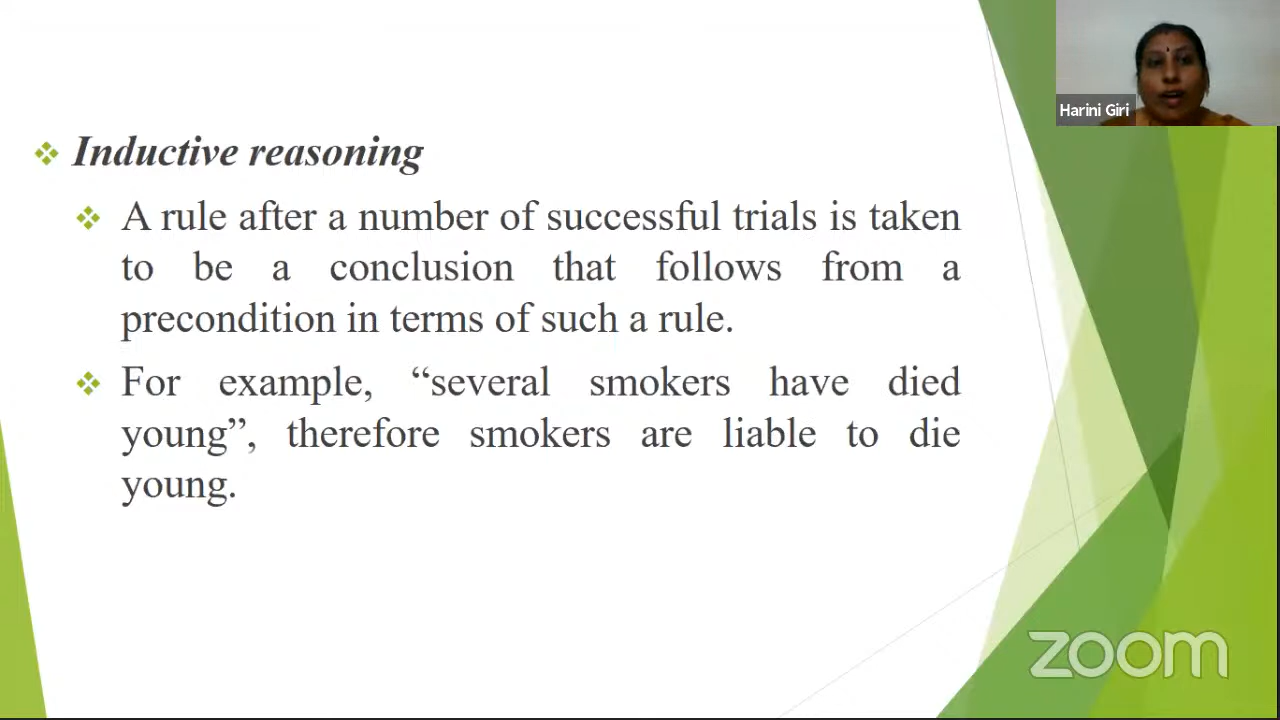 Harini Giri
Inductive reasoning
A rule after a number of successful trials is taken
to be a conclusion that follows from a
precondition in terms of such a rule.
For example, “several smokers have died
young”, therefore smokers are liable to die
young.
zoom